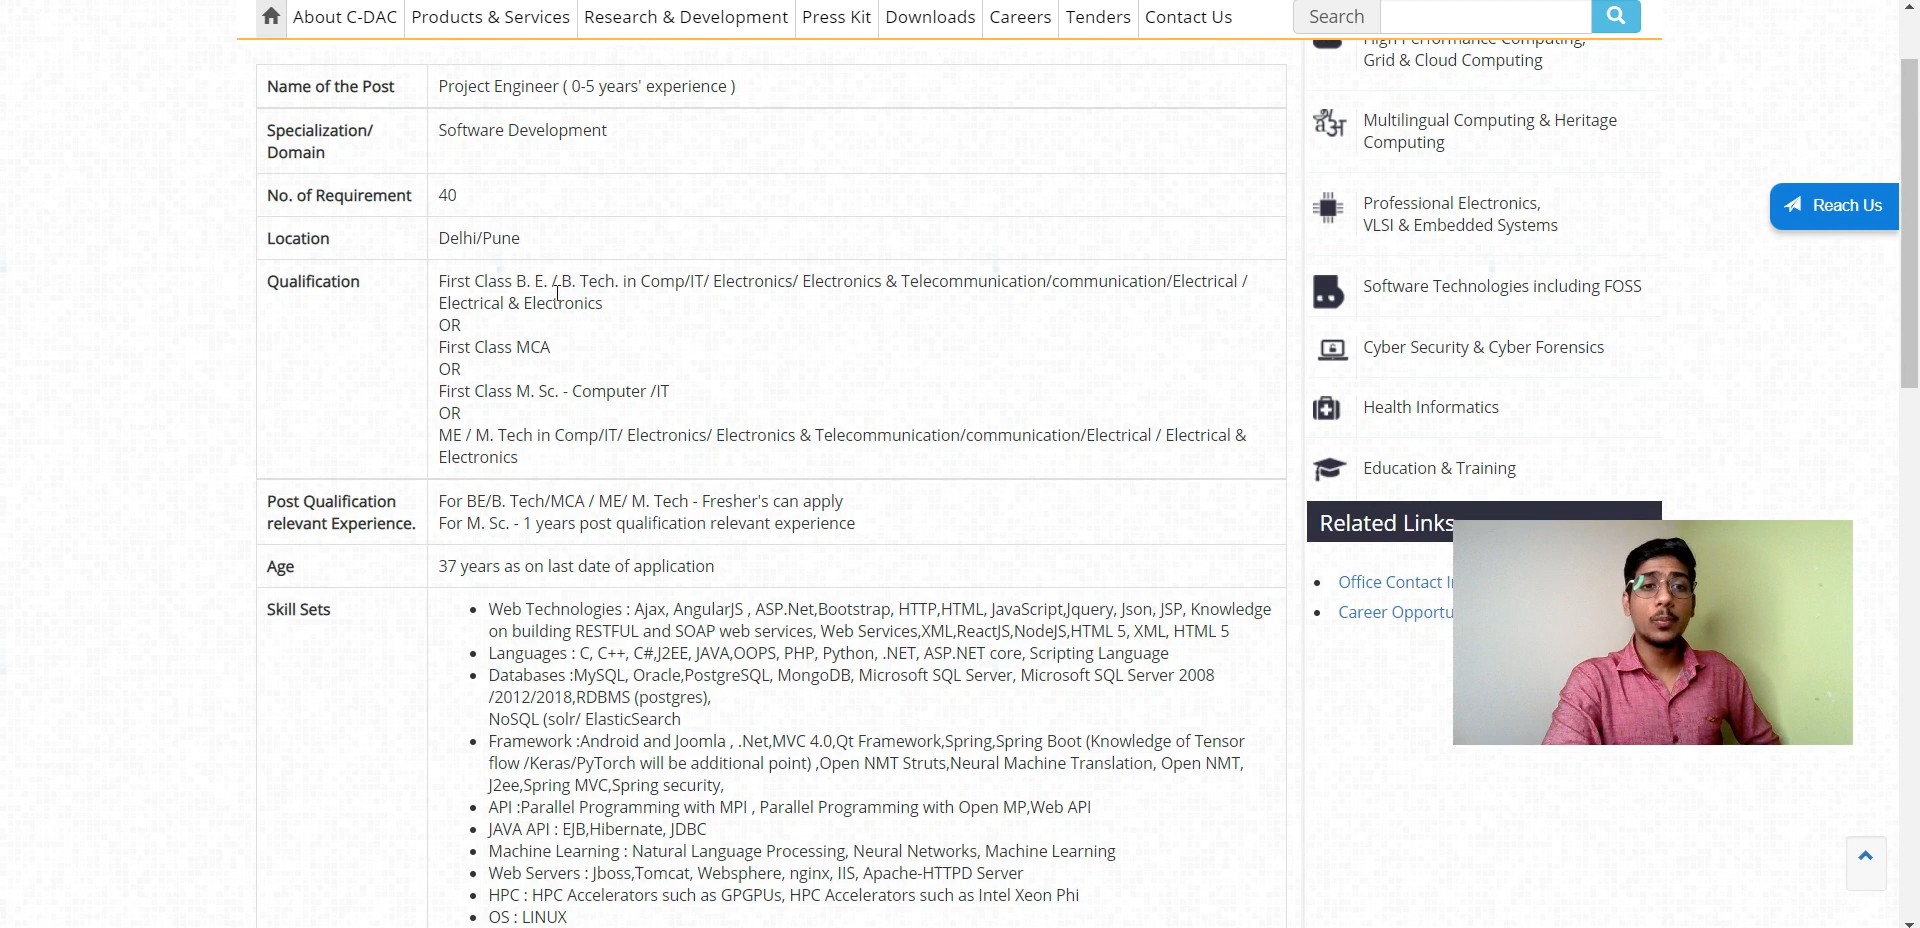 About C-DAC
Products & Services
Research & Development
Press Kit
Downloads
Careers
Tenders
Contact Us
Search
Name of the Post
Project Engineer ( 0-5 years' experience )
Specialization/
Domain
Software Development
No. of Requirement
40
Location
Delhi/Pune
Qualification
First Class B. E. / B. Tech. in Comp/IT/ Electronics/ Electronics & Telecommunication/communication/Electrical /
Electrical & Electronics
OR
First Class MCA
OR
First Class M. Sc. - Computer /IT
OR
ME / M. Tech in Comp/IT/ Electronics/ Electronics & Telecommunication/communication/Electrical / Electrical &
Electronics
Post Qualification
relevant Experience.
For BE/B. Tech/MCA / ME/ M. Tech - Fresher's can apply
For M. Sc. - 1 years post qualification relevant experience
Age
37 years as on last date of application
Skill Sets
Web Technologies : Ajax, AngularJS , ASP.Net,Bootstrap, HTTP,HTML, JavaScript,Jquery, Json, JSP, Knowledge
on building RESTFUL and SOAP web services, Web Services,XML,ReactJS,NodeJS,HTML 5, XML, HTML 5
Languages : C, C++, C#,J2EE, JAVA,OOPS, PHP, Python, .NET, ASP.NET core, Scripting Language
Databases :MySQL, Oracle,PostgreSQL, MongoDB, Microsoft SQL Server, Microsoft SQL Server 2008
/2012/2018,RDBMS (postgres),
NoSQL (solr/ ElasticSearch
Framework :Android and Joomla , .Net,MVC 4.0,Qt Framework,Spring,Spring Boot (Knowledge of Tensor
flow /Keras/PyTorch will be additional point) ,Open NMT Struts,Neural Machine Translation, Open NMT,
J2ee,Spring MVC,Spring security,
API :Parallel Programming with MPI , Parallel Programming with Open MP,Web API
JAVA API : EJB,Hibernate, JDBC
Machine Learning : Natural Language Processing, Neural Networks, Machine Learning
Web Servers : Jboss,Tomcat, Websphere, nginx, IIS, Apache-HTTPD Server
HPC : HPC Accelerators such as GPGPUs, HPC Accelerators such as Intel Xeon Phi
OS : LINUX
High Performance Computing,
Grid & Cloud Computing
Multilingual Computing & Heritage
Computing
Professional Electronics,
VLSI & Embedded Systems
Software Technologies including FOSS
Cyber Security & Cyber Forensics
Health Informatics
Education & Training
Related Links
Office Contact
Career
Reach Us